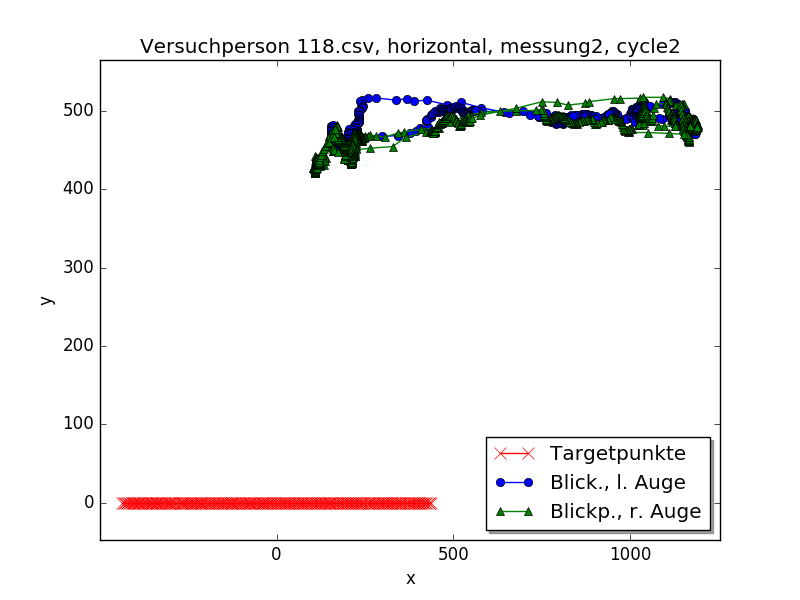 Versuchperson 118.csv, horizontal, messung2, cycle2
500
400
300
200
100
0
y
0
500
1000
x
Targetpunkte
Blick., l. Auge
Blickp., r. Auge